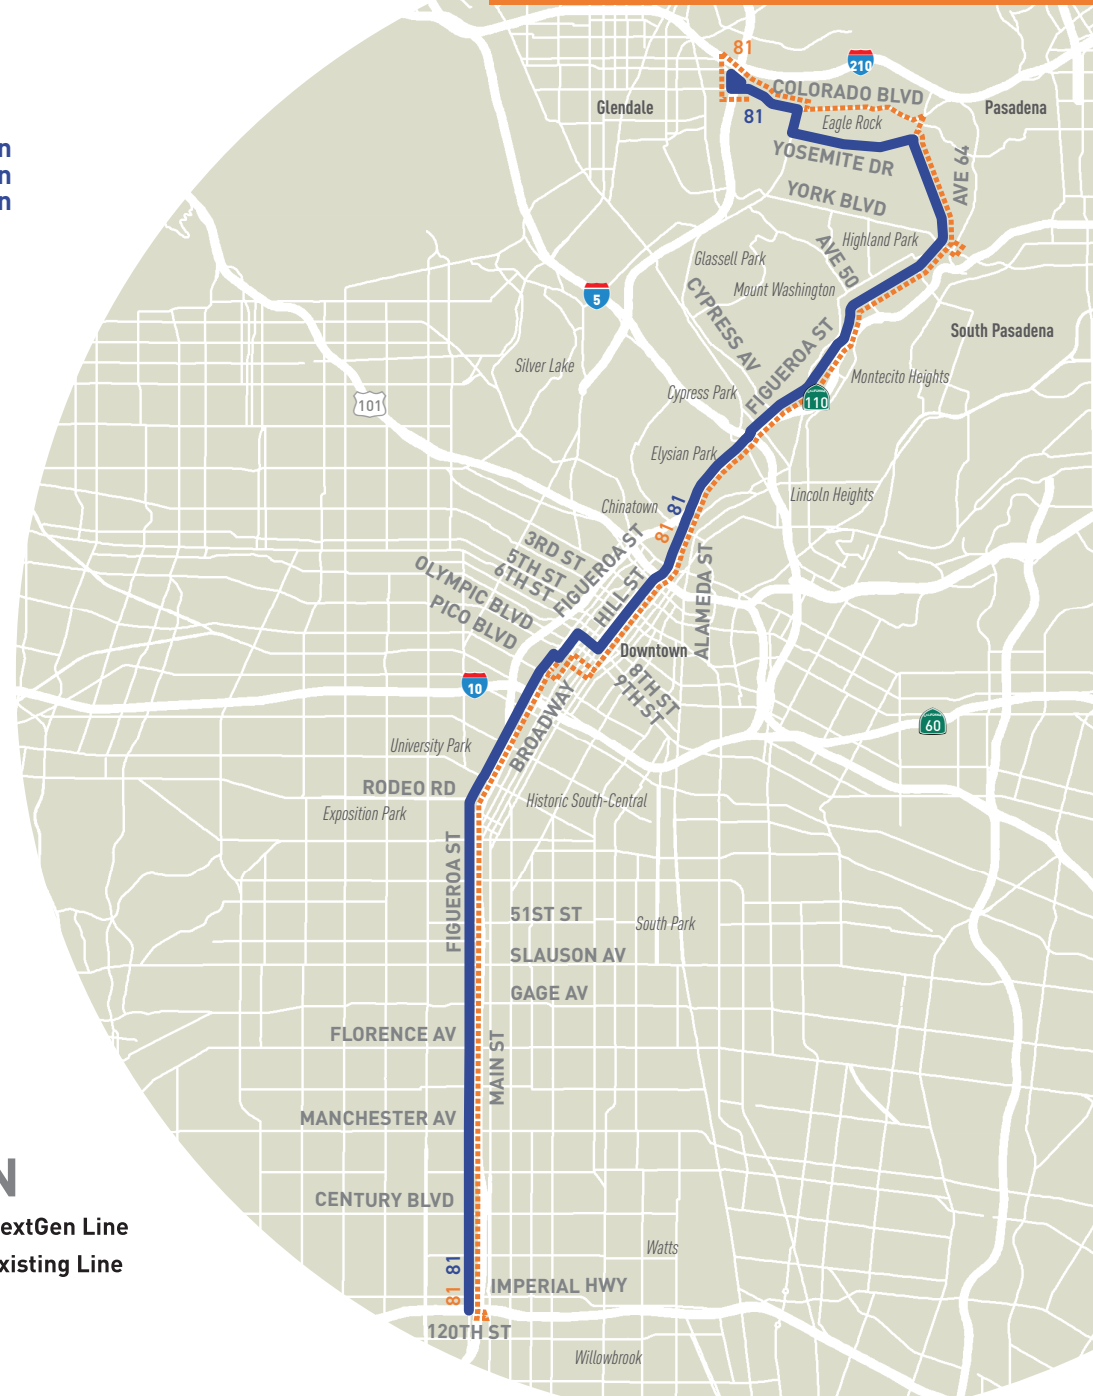 81
210
COLORADO BLVD
Glendale
Pasadena
81
Eagle Rock
YOSEMITE DR
AVE 64
YORK BLVD
Highland Park
AVE 50
Glassell Park
Mount Washington
CYPRESS AV
5
FIGUEROA ST
South Pasadena
Silver Lake
Montecito Heights
Cypress Park
101
110
Elysian Park
Lincoln Heights
Chinatown
81
81
3RD ST
5TH ST
6TH ST
FIGUEROA ST
OLYMPIC BLVD
PICO BLVD
HILL ST
ALAMEDA ST
Downtown
8TH ST
9TH ST
10
BROADWAY
60
University Park
RODEO RD
Historic South-Central
Exposition Park
FIGUEROA ST
51ST ST
South Park
SLAUSON AV
GAGE AV
FLORENCE AV
MAIN ST
MANCHESTER AV
CENTURY BLVD
N
extGen Line
xisting Line
Watts
81
81
IMPERIAL HWY
120TH ST
Willowbrook
n
n
n